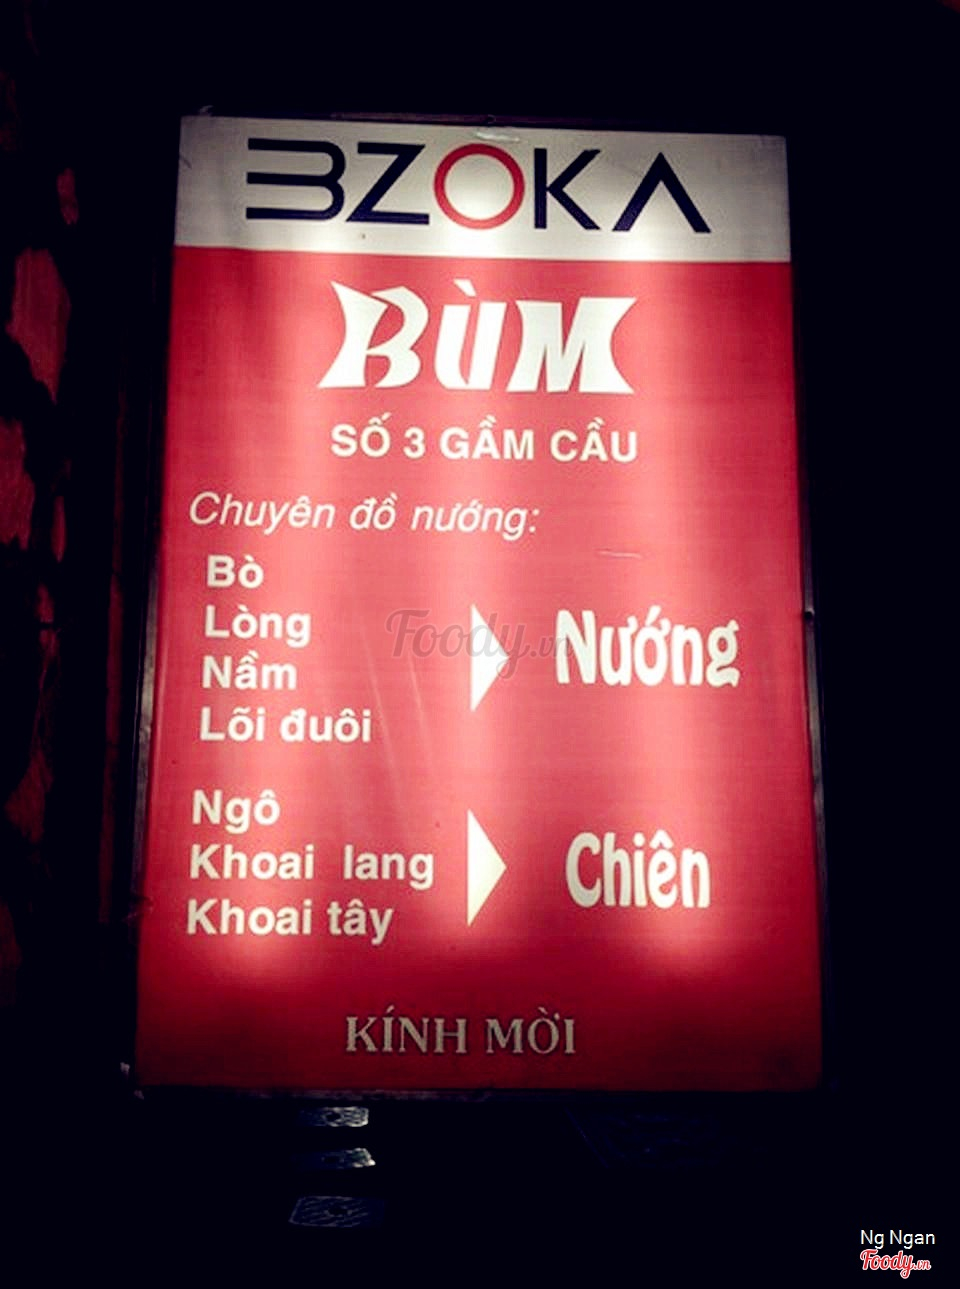 BZOKA
BÙM
SỐ 3 GẦM CẦU
Chuyên đồ nướng:
Bò
Lòng
Nầm
Lõi đuôi
Nướng
Ngô
Khoai lang
Khoai tây
Chiên
KÍNH MỜI
Foody.vn
Ng Ngan
Foody.vn